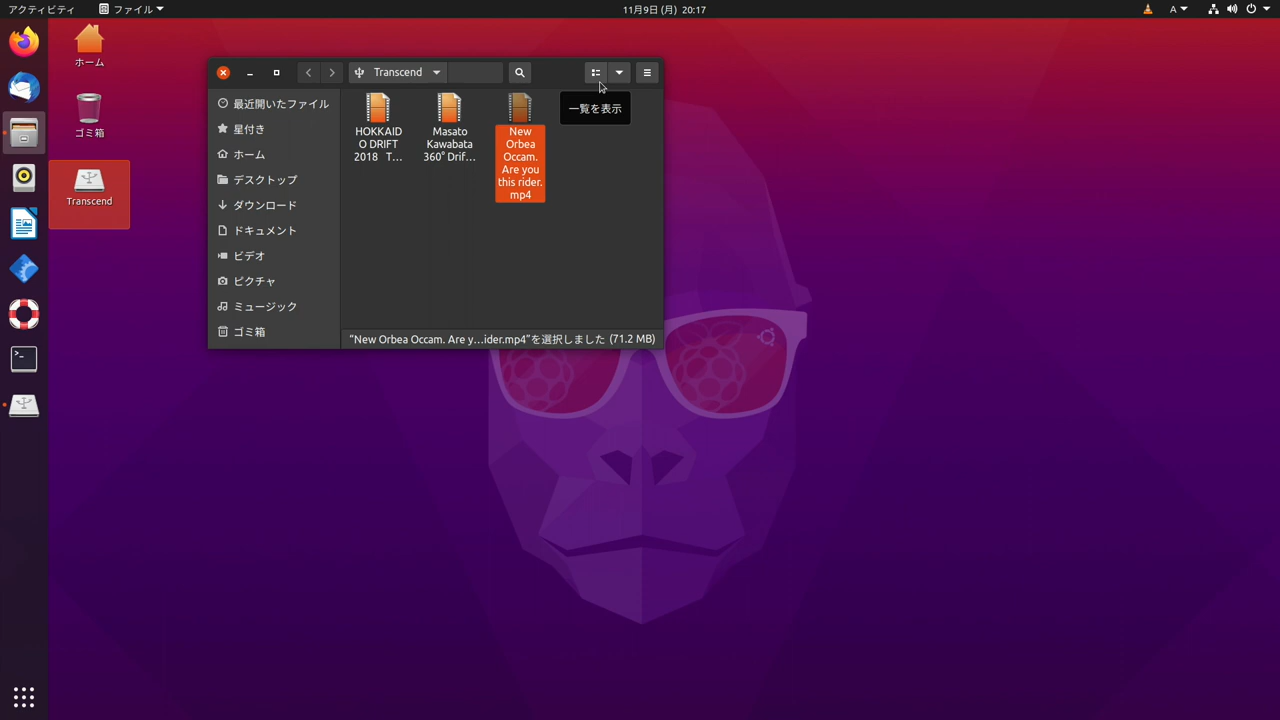 アクティビティ
ファイル
11月9日 (月) 20:17
A
ホーム
ゴミ箱
Transcend
Transcend
一覧を表示
最近開いたファイル
星付き
ホーム
デスクトップ
ダウンロード
ドキュメント
ビデオ
ピクチャ
ミュージック
ゴミ箱
HOKKAID
O DRIFT
2018 T…
Masato
Kawabata
360° Drif…
New
Orbea
Occam.
Are you
this rider.
mp4
"New Orbea Occam. Are y…ider.mp4"を選択しました (71.2 MB)